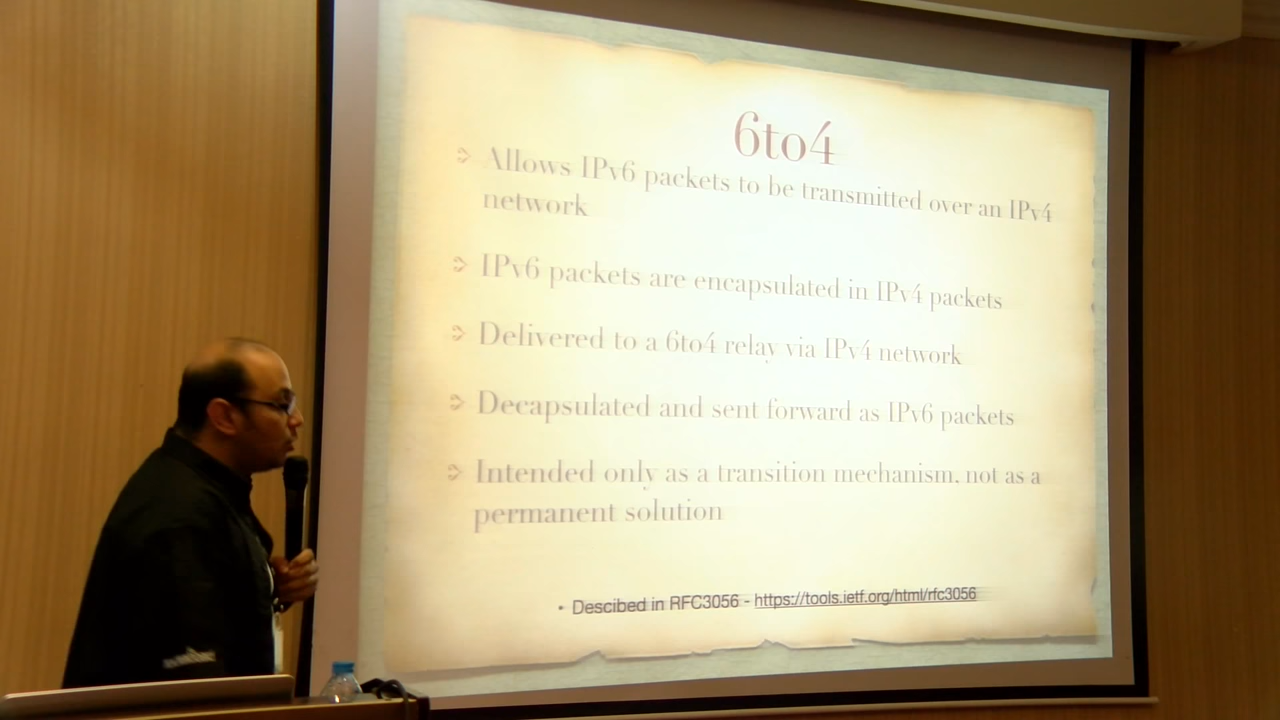 6to4
Allows IPv6 packets to be transmitted over an IPv4
network
IPv6 packets are encapsulated in IPv4 packets
Delivered to a 6to4 relay via IPv4 network
Decapsulated and sent forward as IPv6 packets
Intended only as a transition mechanism, not as a
permanent solution
• Descibed in RFC3056 - https://tools.ietf.org/html/rfc3056